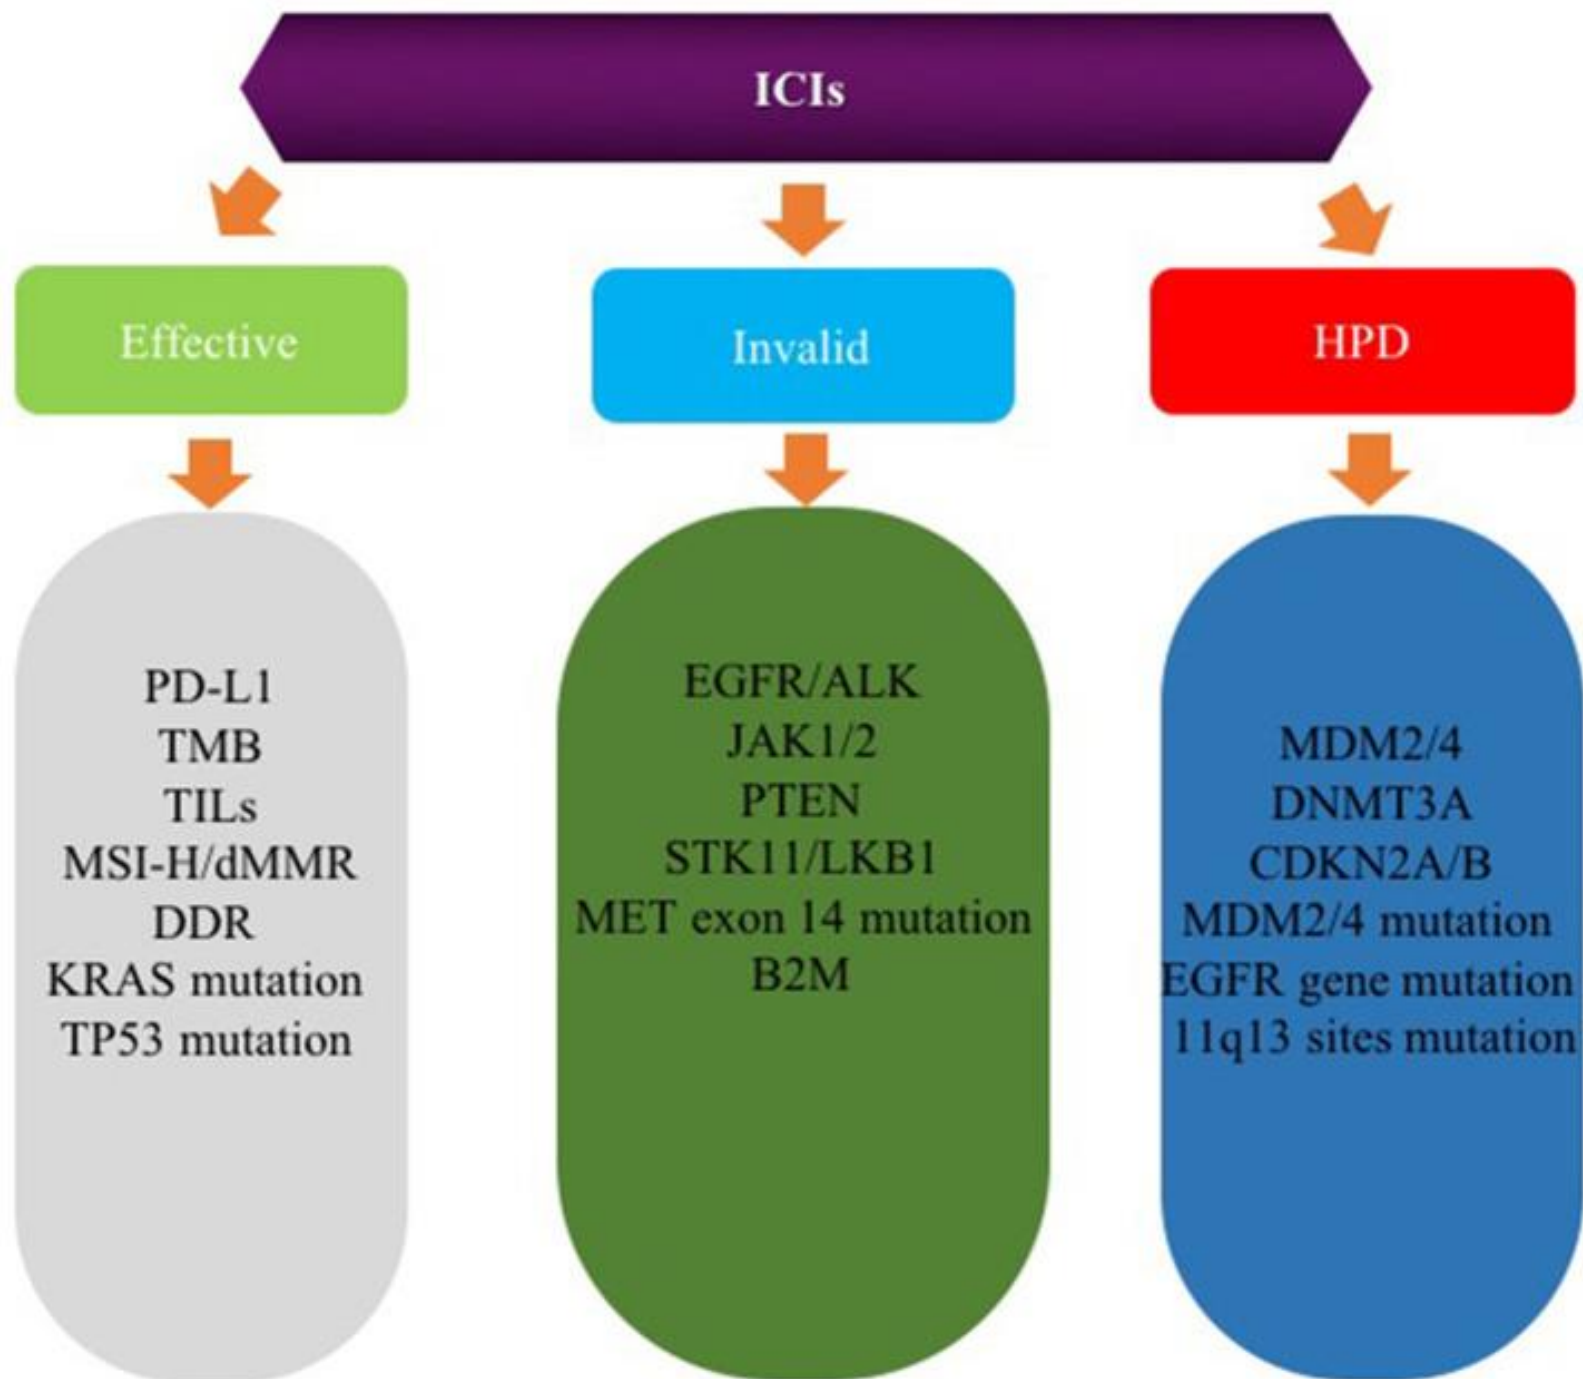 ICIs
Effective
Invalid
HPD
PD-L1
TMB
TILs
MSI-H/dMMR
DDR
KRAS mutation
TP53 mutation
EGFR/ALK
JAK1/2
PTEN
STK11/LKB1
MET exon 14 mutation
B2M
MDM2/4
DNMT3A
CDKN2A/B
MDM2/4 mutation
EGFR gene mutation
11q13 sites mutation